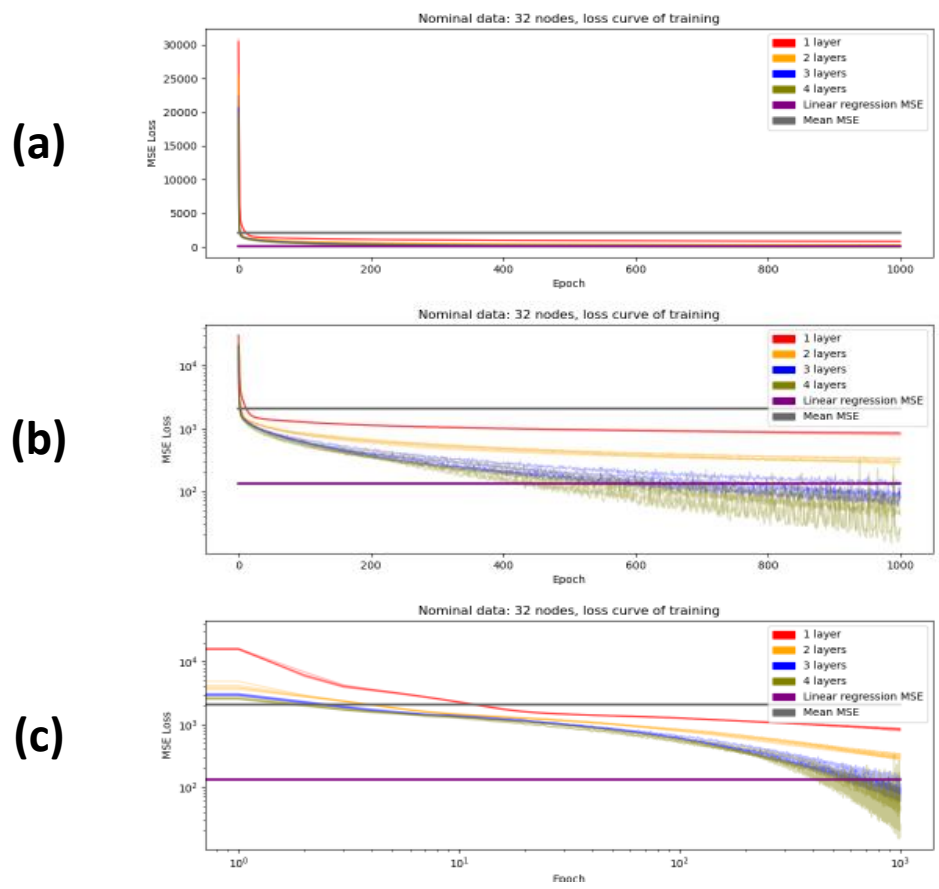 (a)
Nominal data: 32 nodes, loss curve of training
MSE Loss
30000
25000
20000
15000
10000
5000
0
1 layer
2 layers
3 layers
4 layers
Linear regression MSE
Mean MSE
0 200 400 600 800 1000
Epoch
(b)
Nominal data: 32 nodes, loss curve of training
MSE Loss
10⁴
10³
10²
1 layer
2 layers
3 layers
4 layers
Linear regression MSE
Mean MSE
0 200 400 600 800 1000
Epoch
(c)
Nominal data: 32 nodes, loss curve of training
MSE Loss
10⁴
10³
10²
1 layer
2 layers
3 layers
4 layers
Linear regression MSE
Mean MSE
10⁰ 10¹ 10² 10³
Epoch